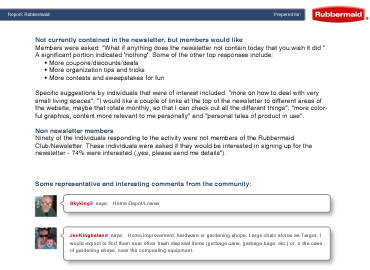 Report: Rubbermaid
Prepared for:
Rubbermaid
Not currently contained in the newsletter, but members would like
Members were asked: "What if anything does the newsletter not contain today that you wish it did ".
A significant portion indicated 'nothing'. Some of the other top responses include:
• More coupons/discounts/deals
• More organization tips and tricks
• More contests and sweepstakes for fun
Specific suggestions by individuals that were of interest included: "more on how to deal with very
small living spaces"; "I would like a couple of links at the top of the newsletter to different areas of
the website, maybe that rotate monthly, so that I can check out all the different things"; "more color-
ful graphics, content more relevant to me personally" and "personal tales of product in use".
Non newsletter members
Ninety of the individuals responding to the activity were not members of the Rubbermaid
Club/Newsletter. These individuals were asked if they would be interested in signing up for the
newsletter - 74% were interested (,yes, please send me details").
Some representative and interesting comments from the community:
Skyking3 says: Home Depot/Lowes
JenKingheland says: Home improvement, hardware or gardening shops. Large chain stores as Target. I
would expect to find them near other trash disposal items (garbage cans, garbage bags, etc.) or, in the case
of gardening shops, near the composting equipment.